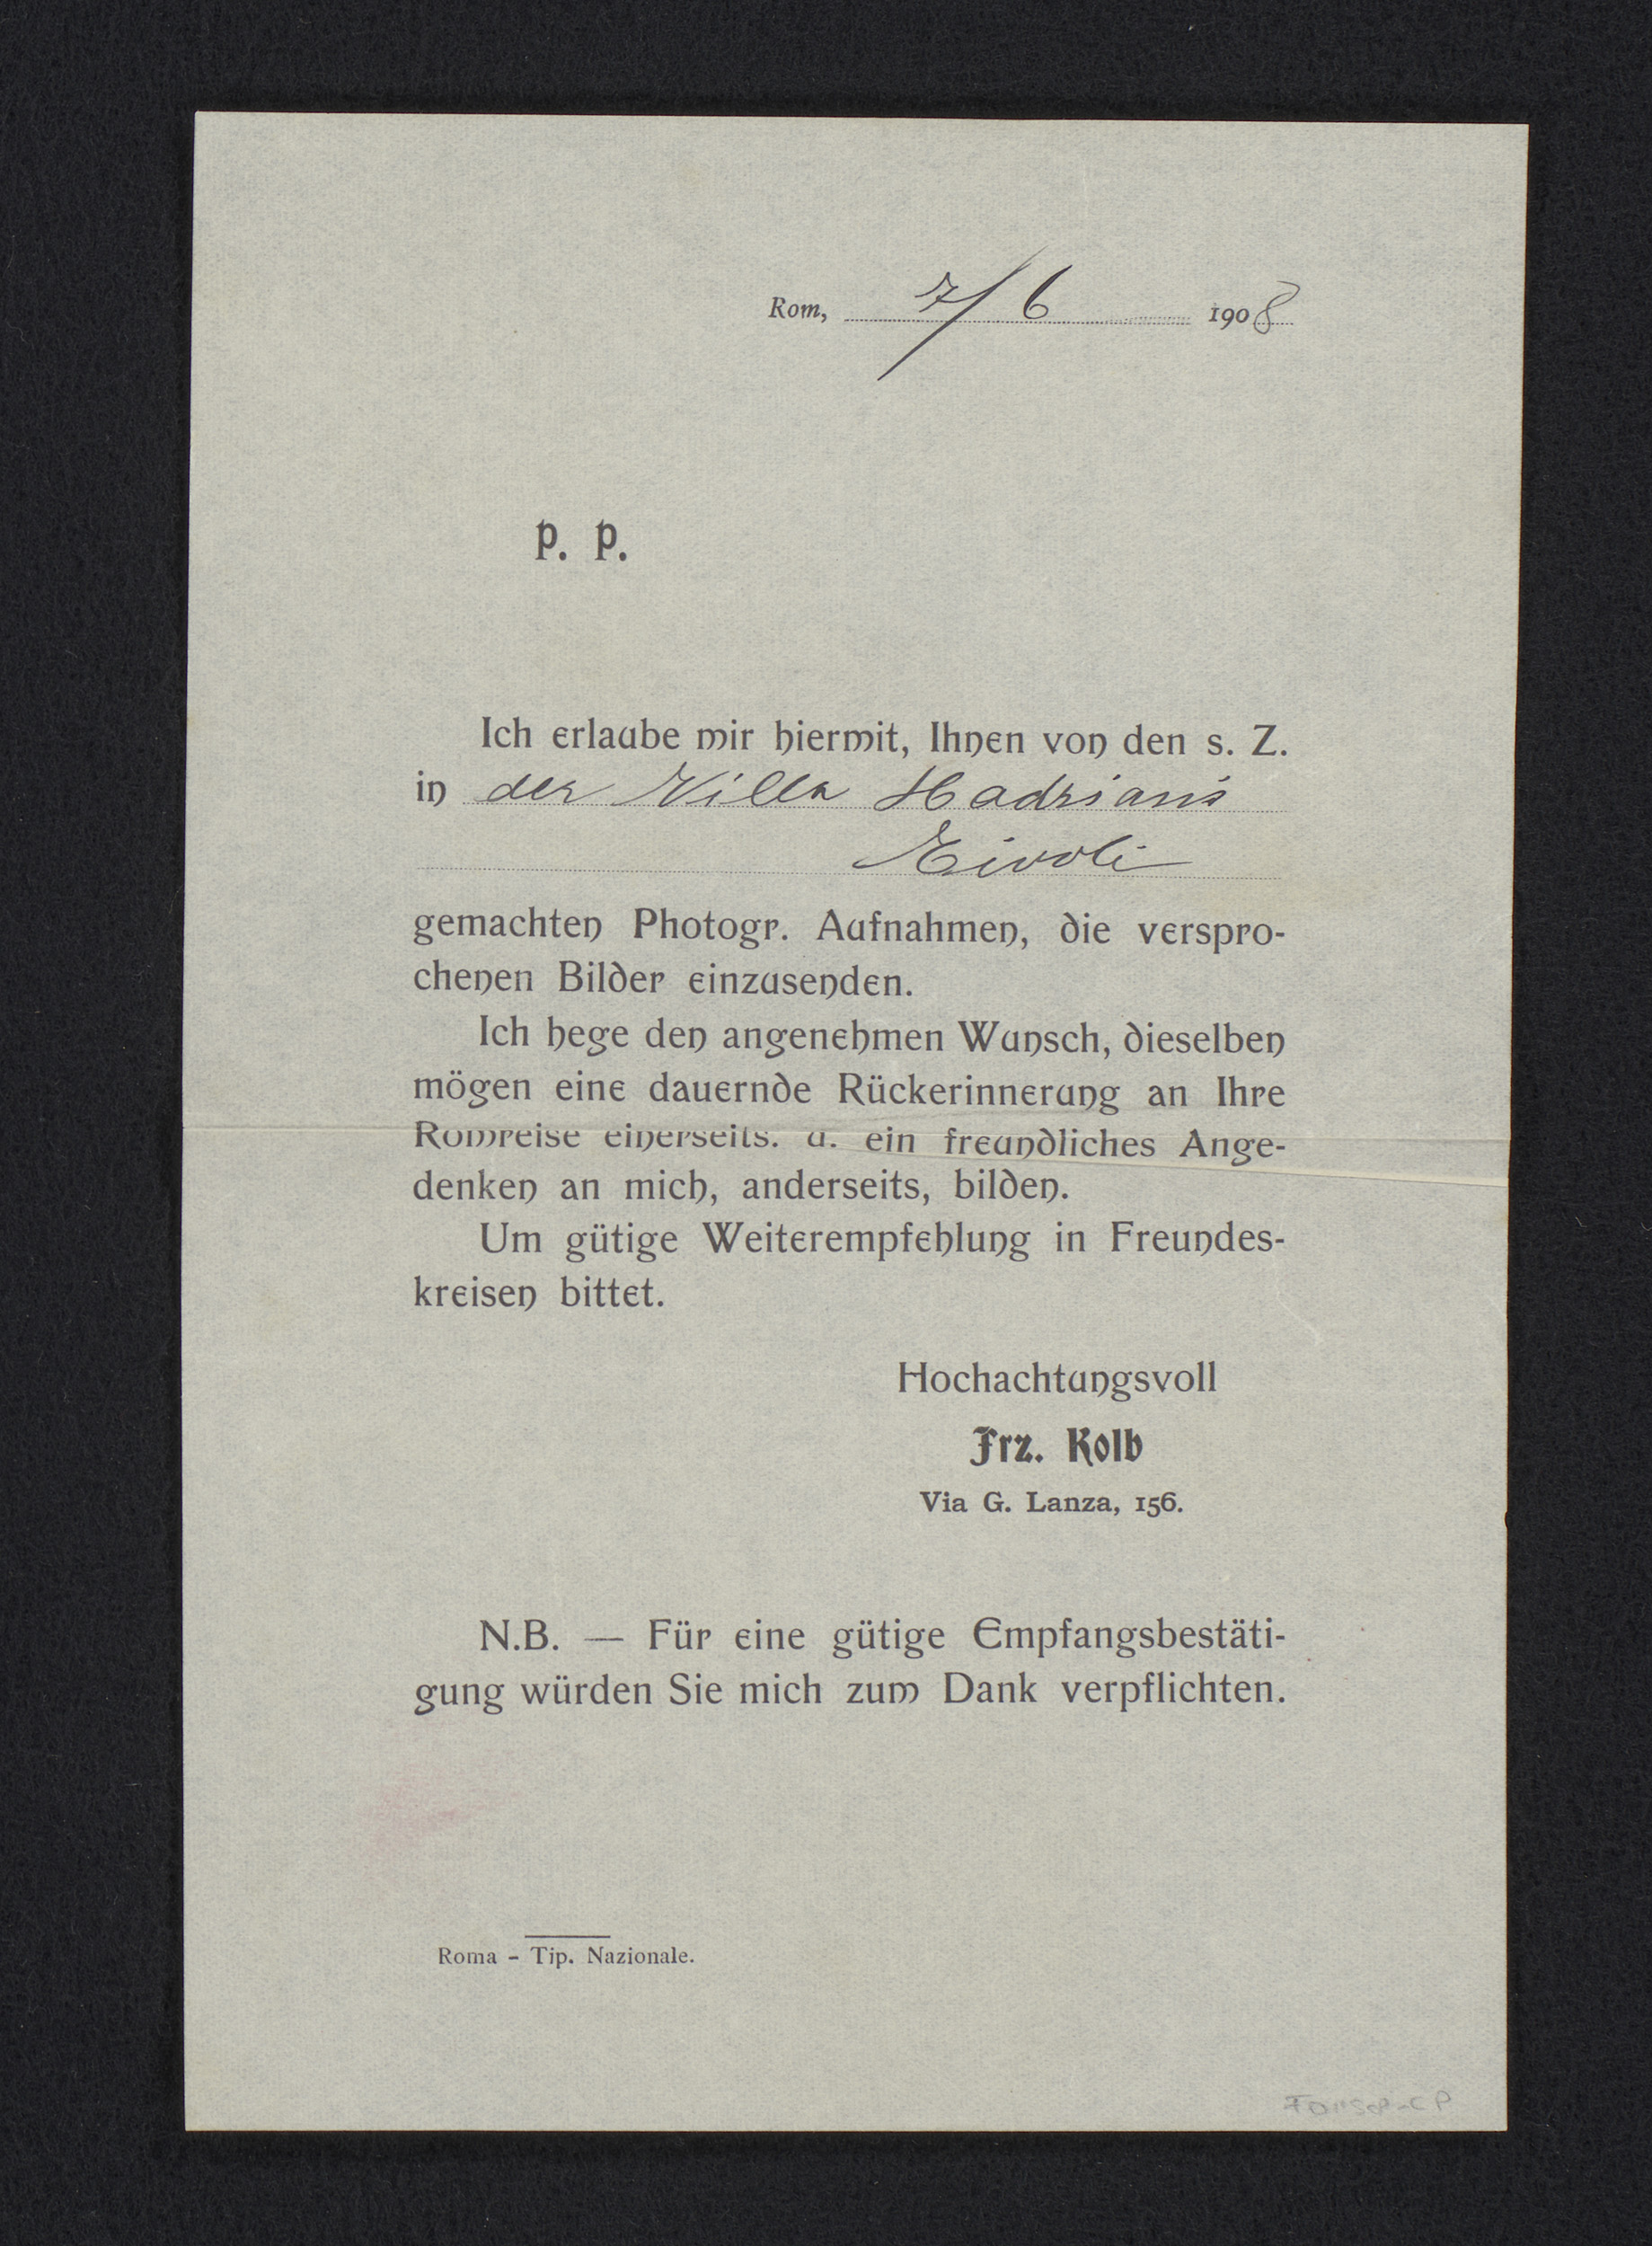 Rom, 7/6 1908
p. p.
Ich erlaube mir hiermit, Ihnen von den s. Z.
in der Villa Hadrians
Tivoli
gemachten Photogr. Aufnahmen, die verspro-
chenen Bilder einzusenden.
Ich hege den angenehmen Wunsch, dieselben
mögen eine dauernde Rückerinnerung an Ihre
Romreise einerseits. u. ein freundliches Ange-
denken an mich, anderseits, bilden.
Um gütige Weiterempfehlung in Freundes-
kreisen bittet.
Hochachtungsvoll
Frz. Kolb
Via G. Lanza, 156.
N.B. — Für eine gütige Empfangsbestäti-
gung würden Sie mich zum Dank verpflichten.
Roma - Tip. Nazionale.